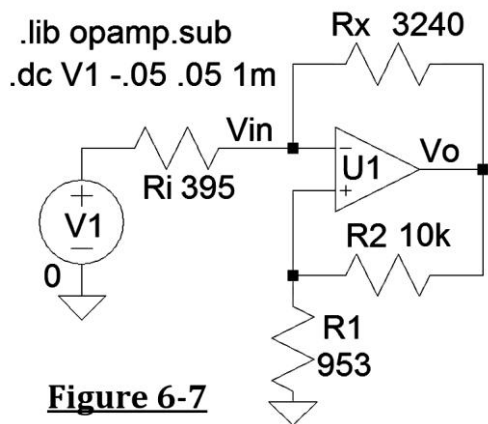 .lib opamp.sub
.dc V1 -.05 .05 1m
Rx 3240
Vin
U1
Vo
Ri 395
V1
0
R2 10k
R1
953
Figure 6-7